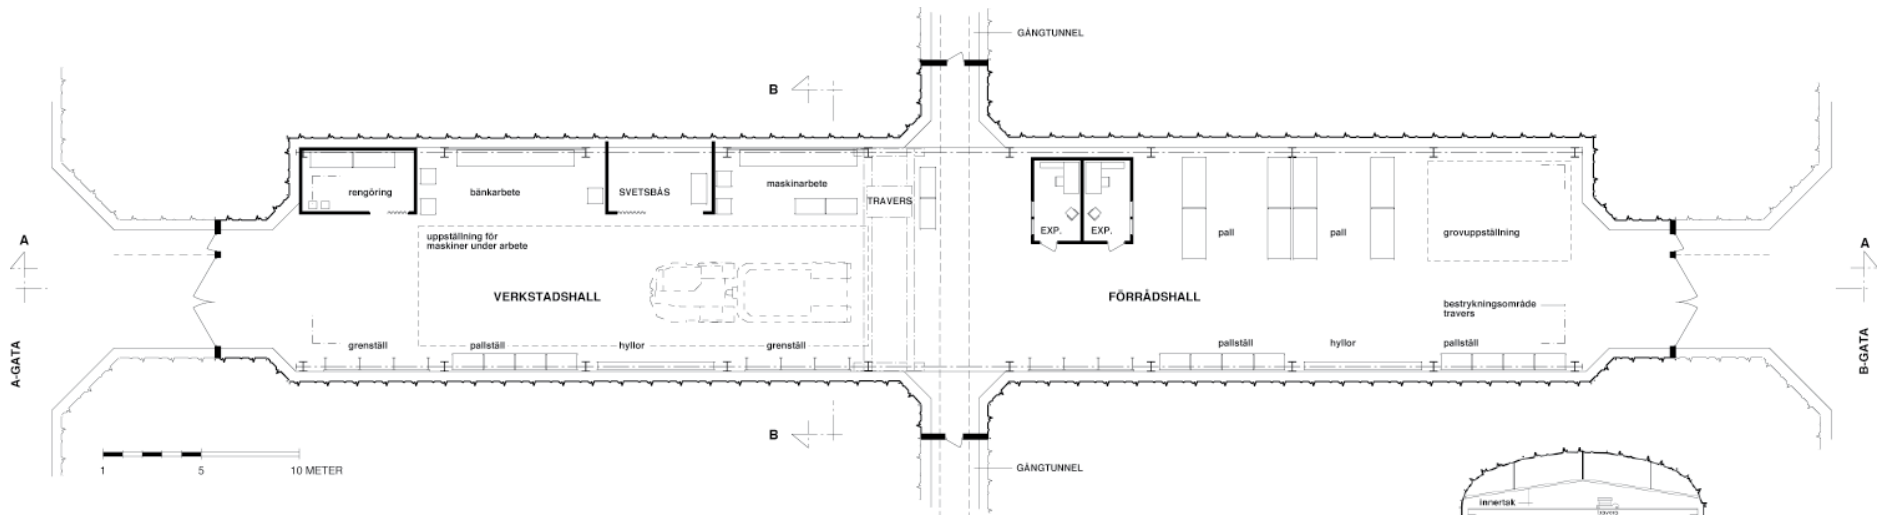 GÅNGTUNNEL
B
rengöring
bänkarbete
SVETSBÅS
maskinarbete
TRAVERS
EXP.
EXP.
pall
pall
grovuppställning
A
A
uppställning för
maskiner under arbete
VERKSTADSHALL
FÖRRÅDSHALL
bestrykningsområde
travers
grenställ
pallställ
hyllor
grenställ
pallställ
hyllor
pallställ
A-GATA
B-GATA
B
1
5
10 METER
GÅNGTUNNEL
innertak
travers